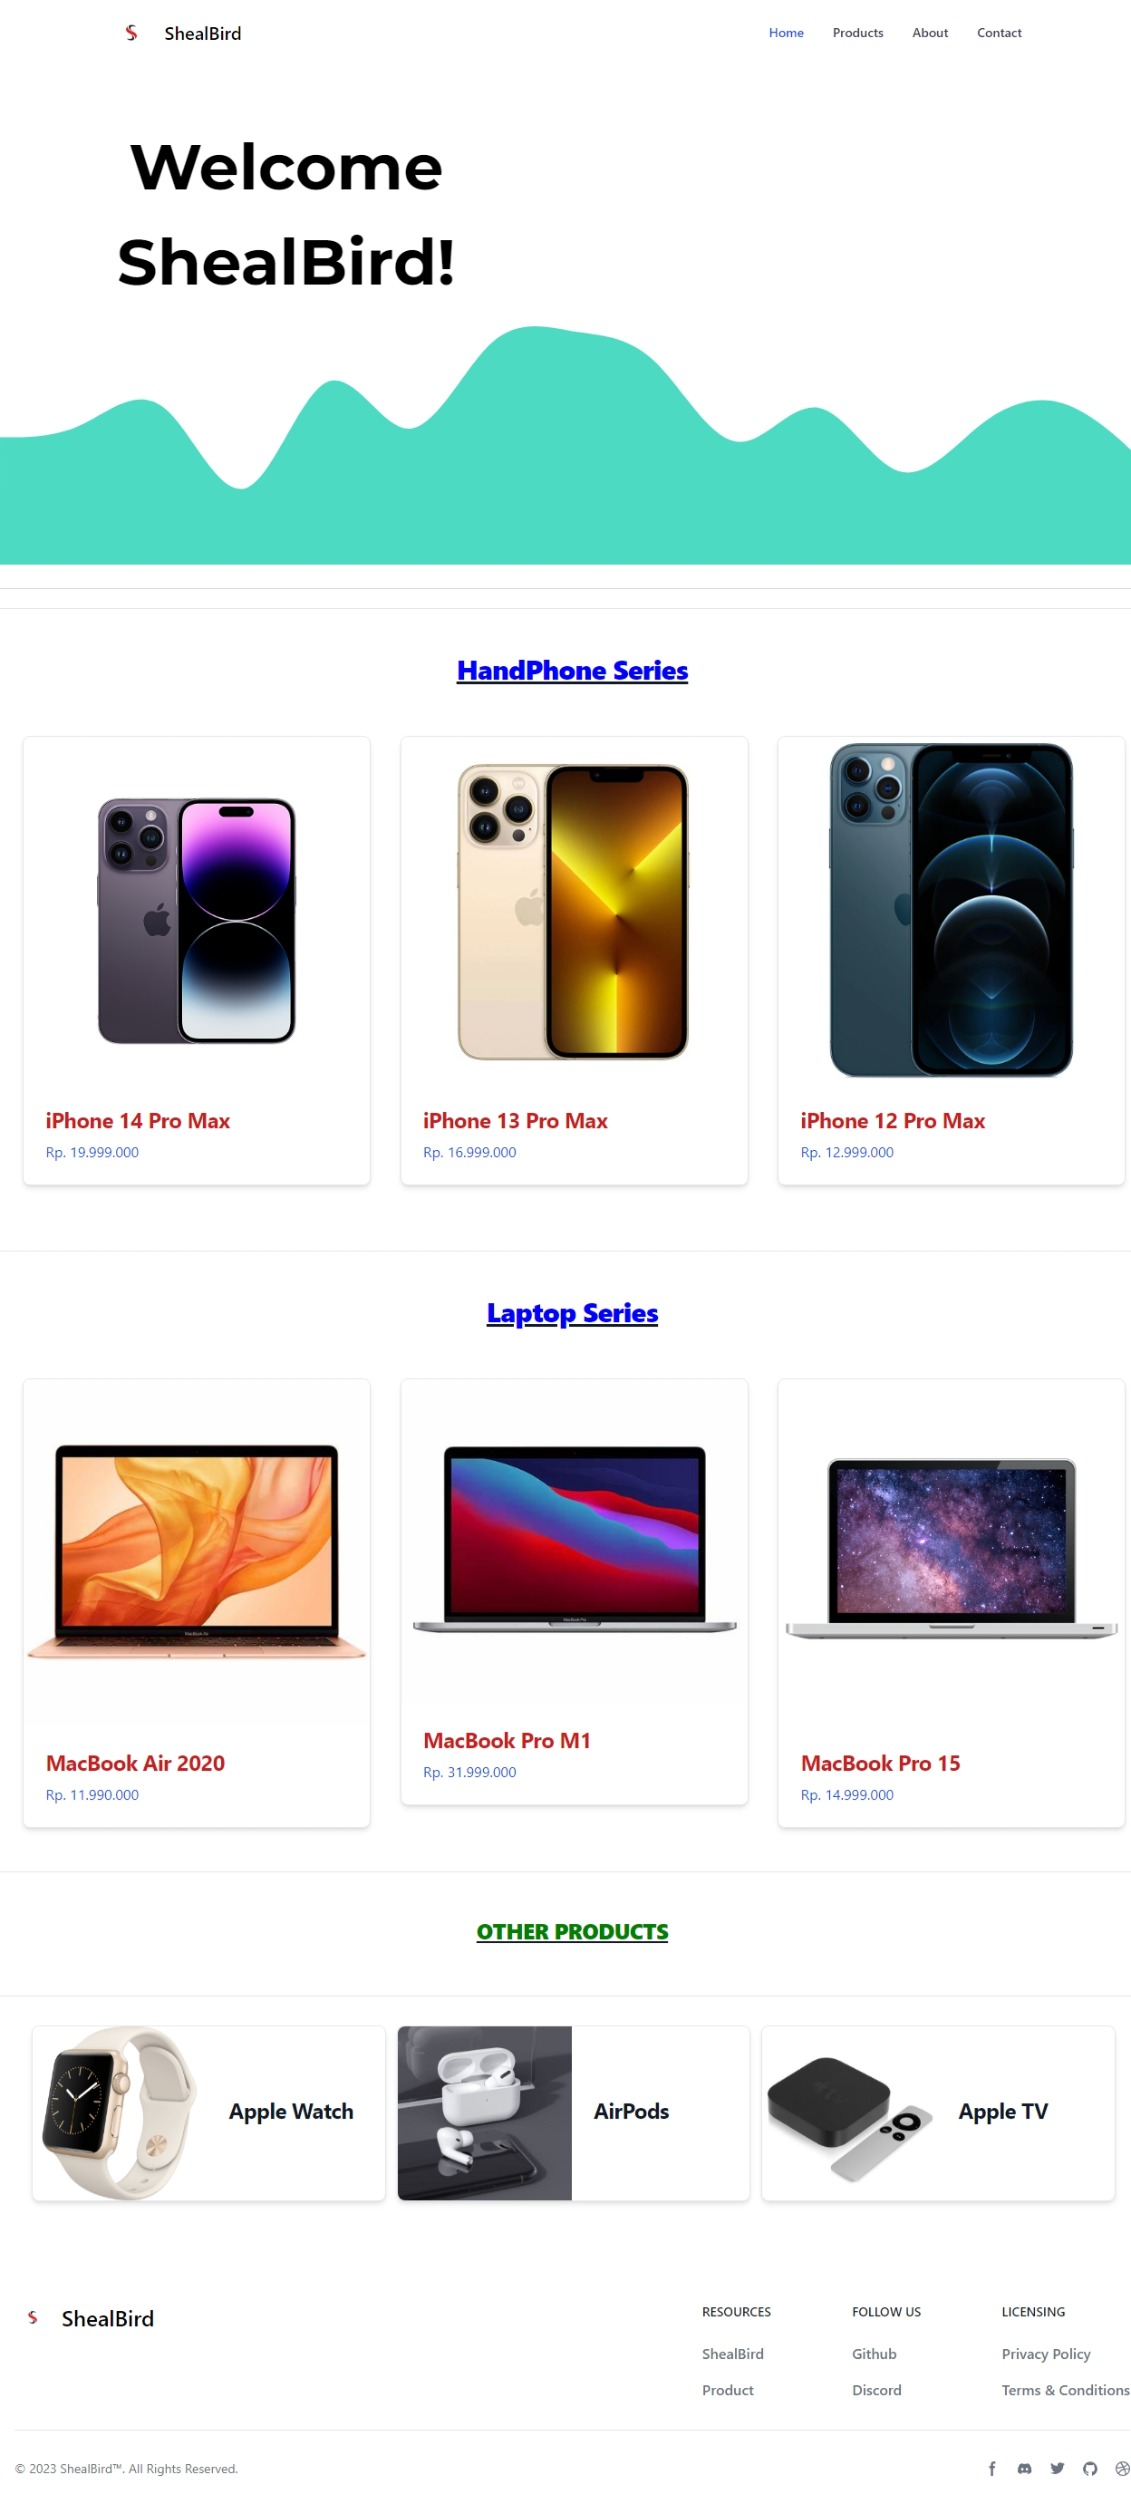 ShealBird
Home Products About Contact
Welcome
ShealBird!
HandPhone Series
iPhone 14 Pro Max
Rp. 19.999.000
iPhone 13 Pro Max
Rp. 16.999.000
iPhone 12 Pro Max
Rp. 12.999.000
Laptop Series
MacBook Air 2020
Rp. 11.990.000
MacBook Pro M1
Rp. 31.999.000
MacBook Pro 15
Rp. 14.999.000
OTHER PRODUCTS
Apple Watch
AirPods
Apple TV
ShealBird
RESOURCES
ShealBird
Product
FOLLOW US
Github
Discord
LICENSING
Privacy Policy
Terms & Conditions
© 2023 ShealBird™. All Rights Reserved.